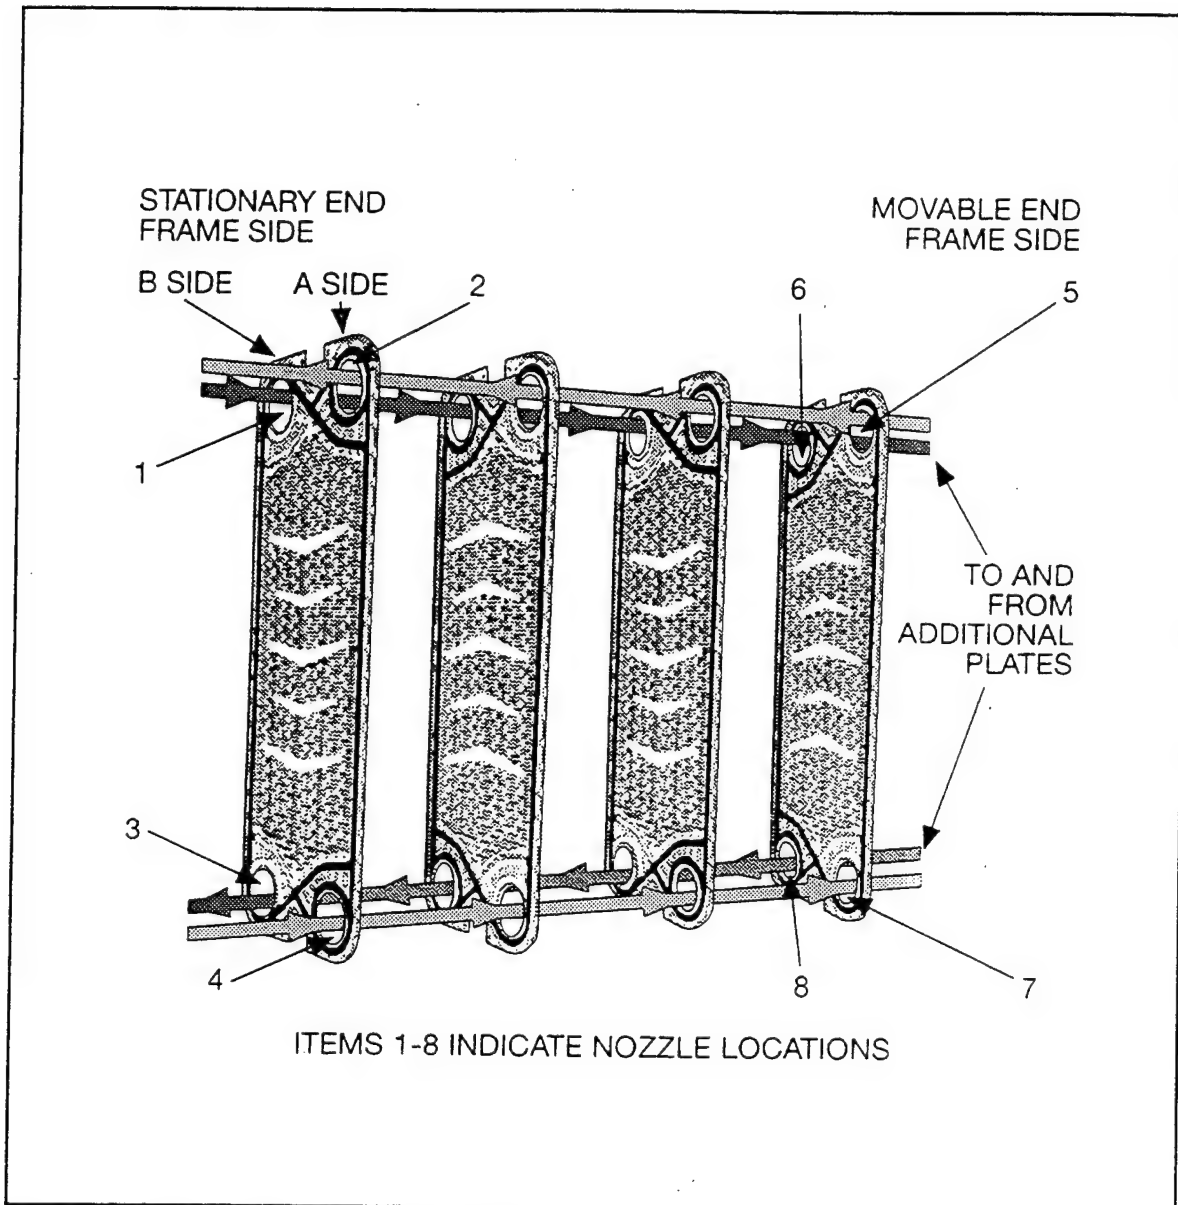 STATIONARY END
FRAME SIDE
B SIDE
A SIDE
2
MOVABLE END
FRAME SIDE
6
5
1
TO AND
FROM
ADDITIONAL
PLATES
3
4
8
7
ITEMS 1-8 INDICATE NOZZLE LOCATIONS